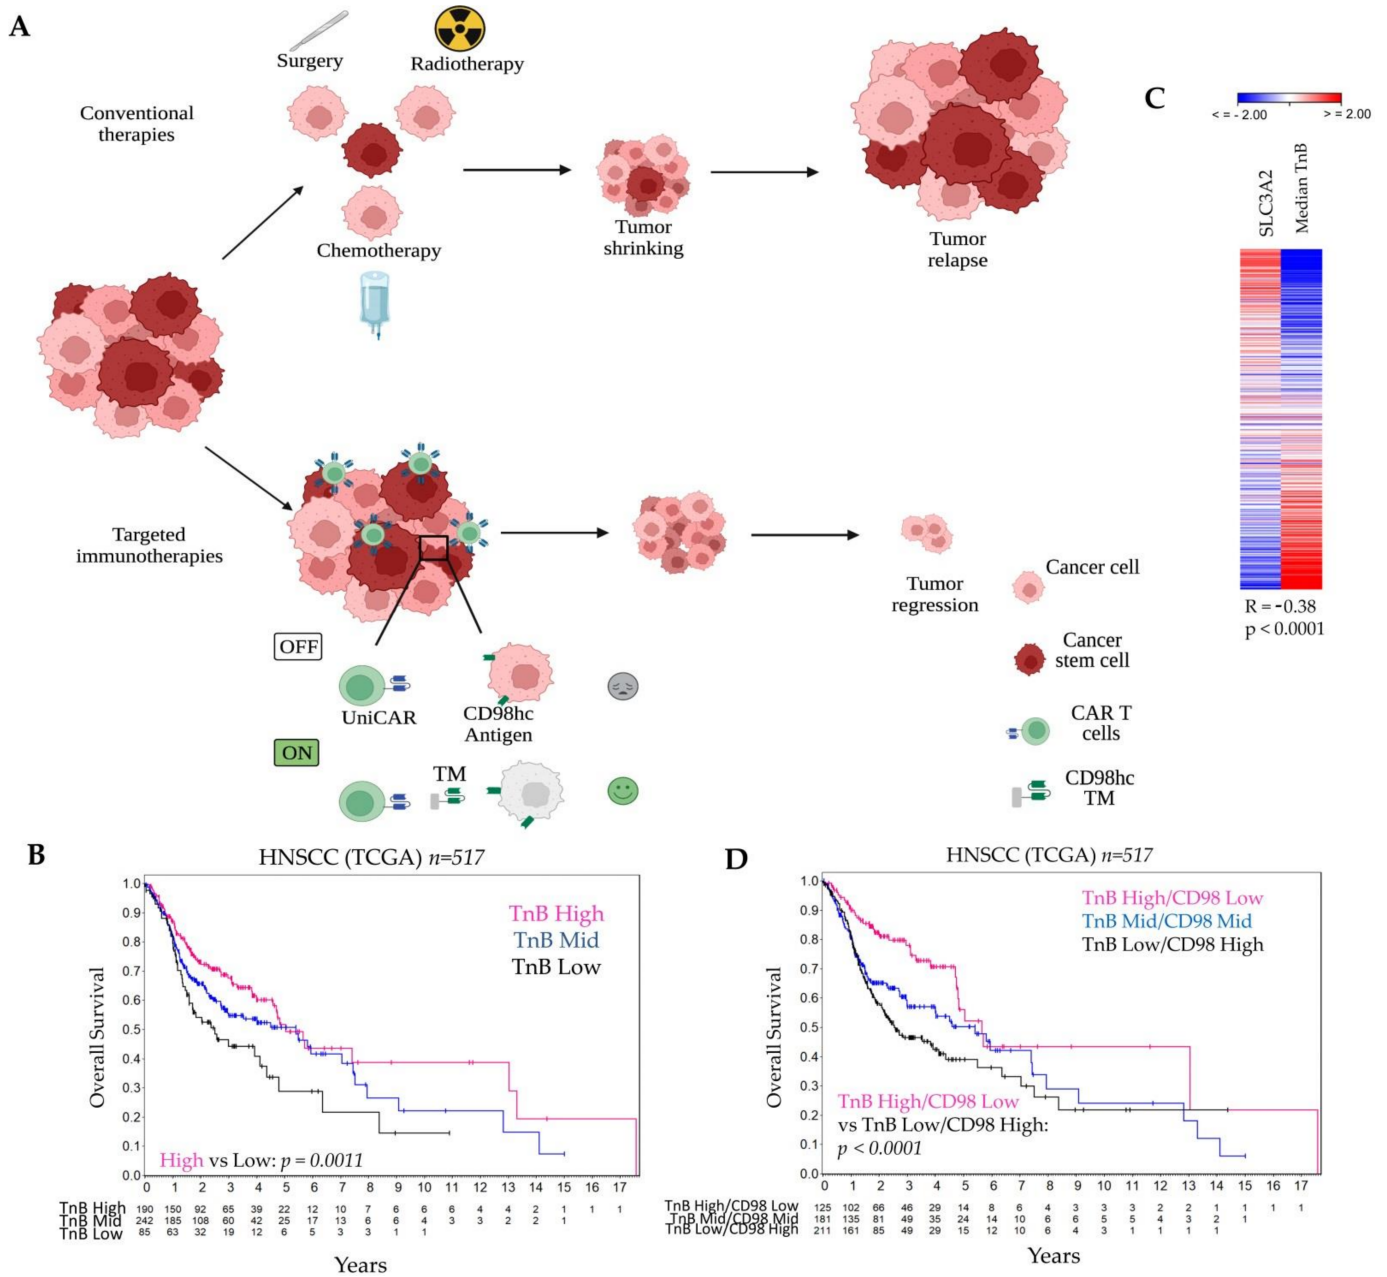 A
Surgery
Radiotherapy
Conventional
therapies
Chemotherapy
Tumor
shrinking
Tumor
relapse
Targeted
immunotherapies
Tumor
regression
OFF
UniCAR
CD98hc
Antigen
ON
TM
Cancer cell
Cancer
stem cell
CAR T
cells
CD98hc
TM
C
< = - 2.00
> = 2.00
SLC3A2
Median TnB
R = -0.38
p < 0.0001
B
HNSCC (TCGA) n=517
Overall Survival
1.0
0.9
0.8
0.7
0.6
0.5
0.4
0.3
0.2
0.1
0.0
TnB High
TnB Mid
TnB Low
High vs Low: p = 0.0011
0 1 2 3 4 5 6 7 8 9 10 11 12 13 14 15 16 17
TnB High 190 150 92 65 39 22 12 10 7 6 6 6 4 4 2 1 1 1
TnB Mid 242 185 108 60 42 25 17 13 6 6 4 3 3 2 2 1
TnB Low 85 63 32 19 12 6 5 3 3 1 1
Years
D
HNSCC (TCGA) n=517
Overall Survival
1.0
0.9
0.8
0.7
0.6
0.5
0.4
0.3
0.2
0.1
0.0
TnB High/CD98 Low
TnB Mid/CD98 Mid
TnB Low/CD98 High
TnB High/CD98 Low
vs TnB Low/CD98 High:
p < 0.0001
0 1 2 3 4 5 6 7 8 9 10 11 12 13 14 15 16 17
TnB High/CD98 Low 125 102 66 46 29 14 8 6 4 3 3 3 2 2 1 1 1 1
TnB Mid/CD98 Mid 181 135 81 49 35 24 14 10 6 6 5 5 4 3 2 1
TnB Low/CD98 High 211 161 85 49 29 15 12 10 6 4 3 1 1 1 1
Years